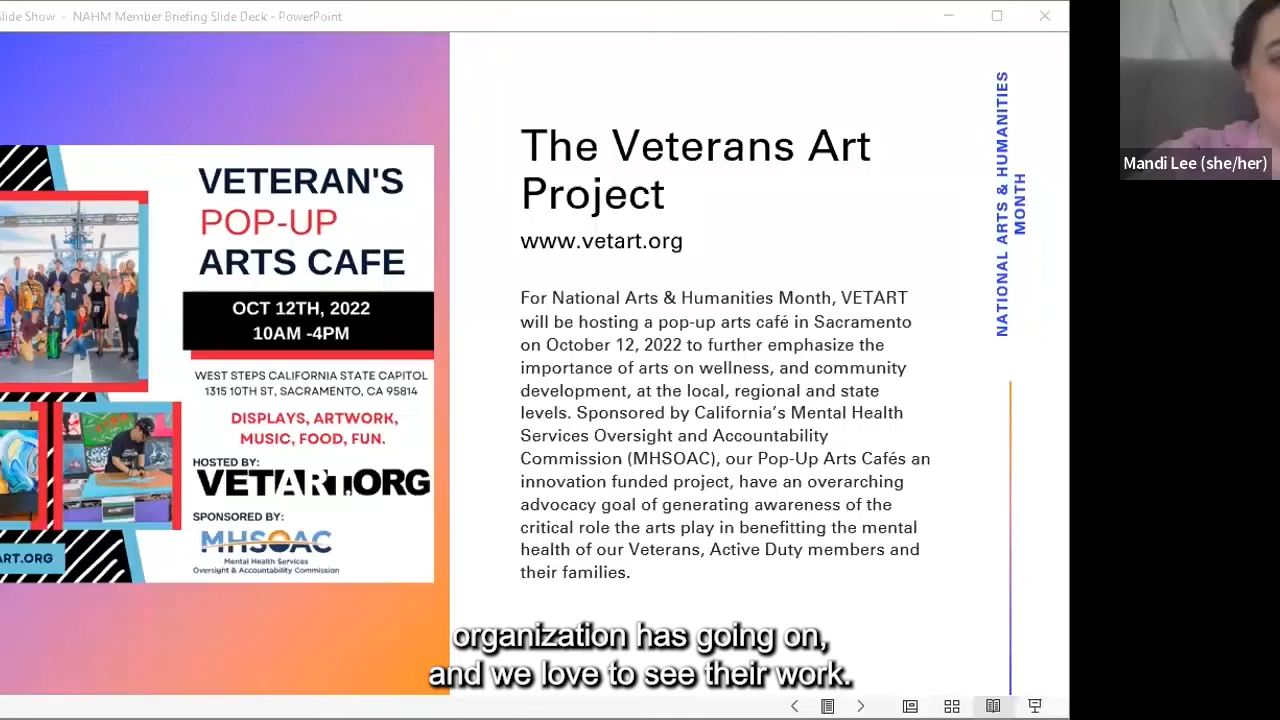 Slide Show - NAHM Member Briefing Slide Deck - PowerPoint
VETERAN'S
POP-UP
ARTS CAFE
OCT 12TH, 2022
10AM -4PM
WEST STEPS CALIFORNIA STATE CAPITOL
1315 10TH ST, SACRAMENTO, CA 95814
DISPLAYS, ARTWORK,
MUSIC, FOOD, FUN.
HOSTED BY:
VETART.ORG
SPONSORED BY:
MHSOAC
Mental Health Services
Oversight & Accountability Commission
ART.ORG
The Veterans Art
Project
www.vetart.org
For National Arts & Humanities Month, VETART
will be hosting a pop-up arts café in Sacramento
on October 12, 2022 to further emphasize the
importance of arts on wellness, and community
development, at the local, regional and state
levels. Sponsored by California's Mental Health
Services Oversight and Accountability
Commission (MHSOAC), our Pop-Up Arts Cafés an
innovation funded project, have an overarching
advocacy goal of generating awareness of the
critical role the arts play in benefitting the mental
health of our Veterans, Active Duty members and
their families.
NATIONAL ARTS & HUMANITIES
MONTH
Mandi Lee (she/her)
organization has going on,
and we love to see their work.